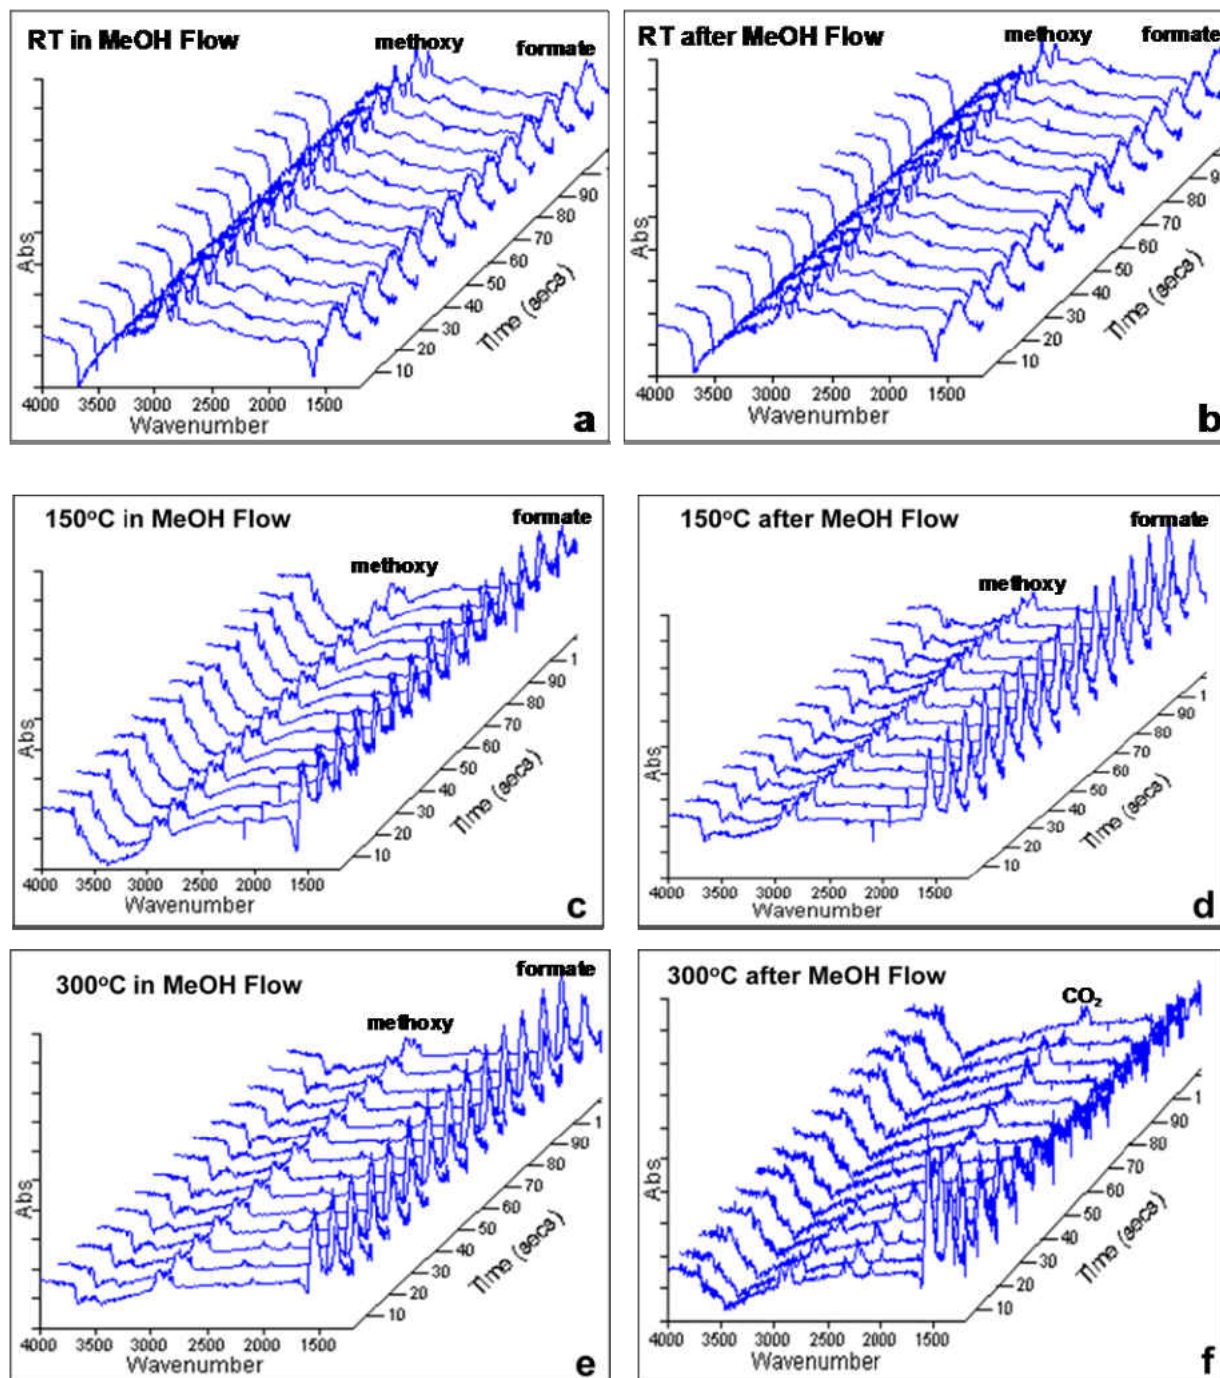 RT in MeOH Flow
methoxy
formate
Abs
10
20
30
40
50
60
70
80
90
Time (secs)
4000 3500 3000 2500 2000 1500
Wavenumber
a
RT after MeOH Flow
methoxy
formate
Abs
10
20
30
40
50
60
70
80
9
Time (secs)
4000 3500 3000 2500 2000 1500
Wavenumber
b
150°C in MeOH Flow
formate
methoxy
Abs
10
20
30
40
50
60
70
80
90
1
Time (secs)
4000 3500 3000 2500 2000 1500
Wavenumber
c
150°C after MeOH Flow
formate
methoxy
Abs
10
20
30
40
50
60
70
80
90
1
Time (secs)
4000 3500 3000 2500 2000 1500
Wavenumber
d
300°C in MeOH Flow
formate
methoxy
Abs
10
20
30
40
50
60
70
80
90
1
Time (secs)
4000 3500 3000 2500 2000 1500
Wavenumber
e
300°C after MeOH Flow
CO₂
Abs
10
20
30
40
50
60
70
80
90
1
Time (secs)
4000 3500 3000 2500 2000 1500
Wavenumber
f